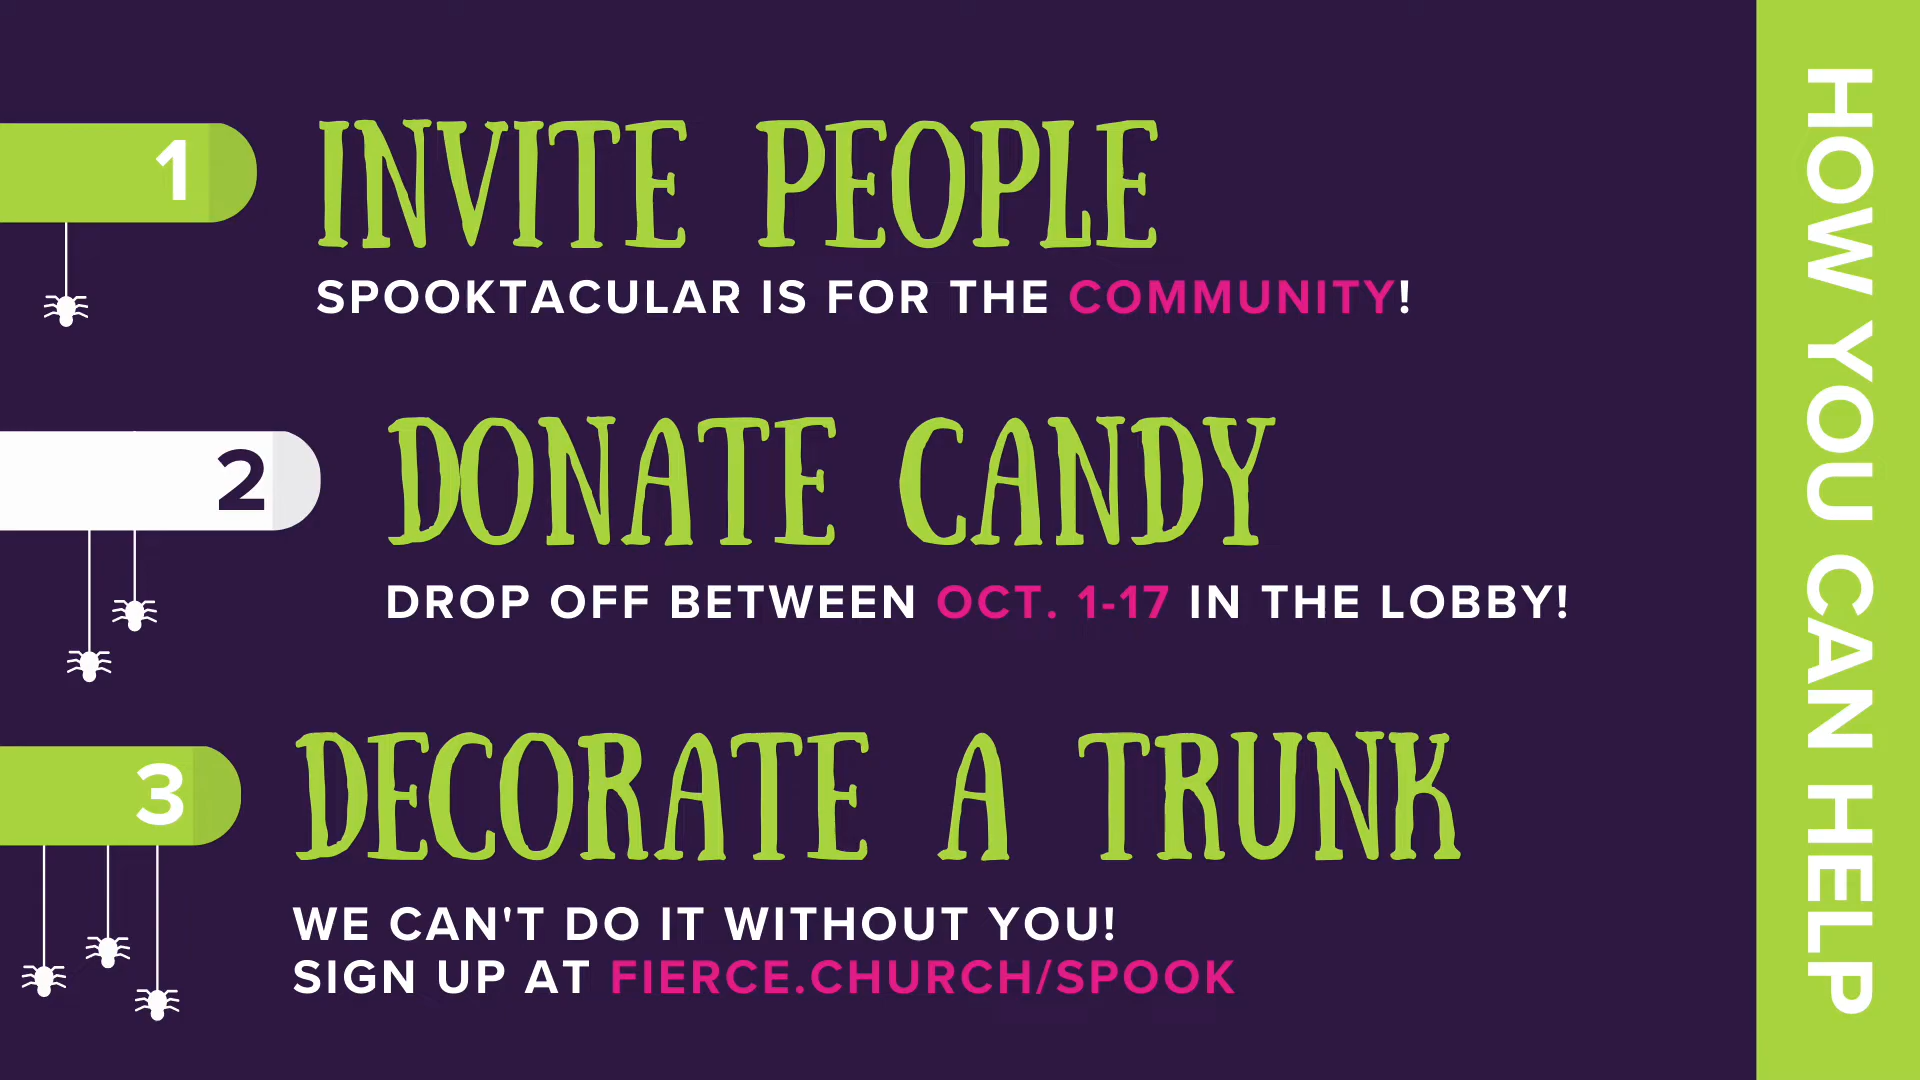 1
INVITE PEOPLE
SPOOKTACULAR IS FOR THE COMMUNITY!
2
DONATE CANDY
DROP OFF BETWEEN OCT. 1-17 IN THE LOBBY!
3
DECORATE A TRUNK
WE CAN'T DO IT WITHOUT YOU!
SIGN UP AT FIERCE.CHURCH/SPOOK
HOW YOU CAN HELP